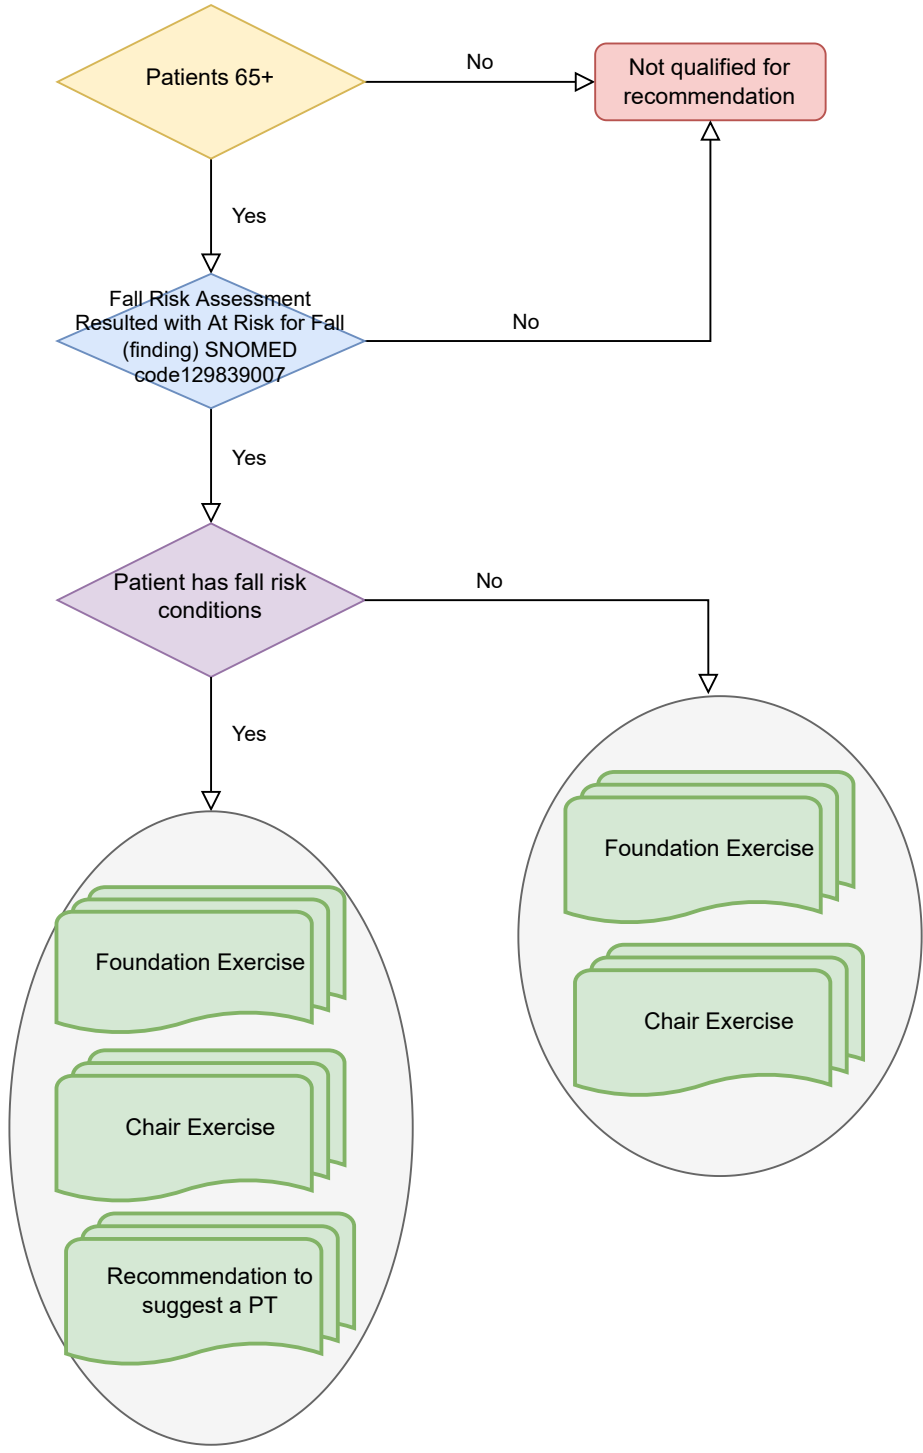 Patients 65+
No
Not qualified for
recommendation
Yes
Fall Risk Assessment
Resulted with At Risk for Fall
(finding) SNOMED
code129839007
No
Yes
Patient has fall risk
conditions
No
Yes
Foundation Exercise
Chair Exercise
Foundation Exercise
Chair Exercise
Recommendation to
suggest a PT